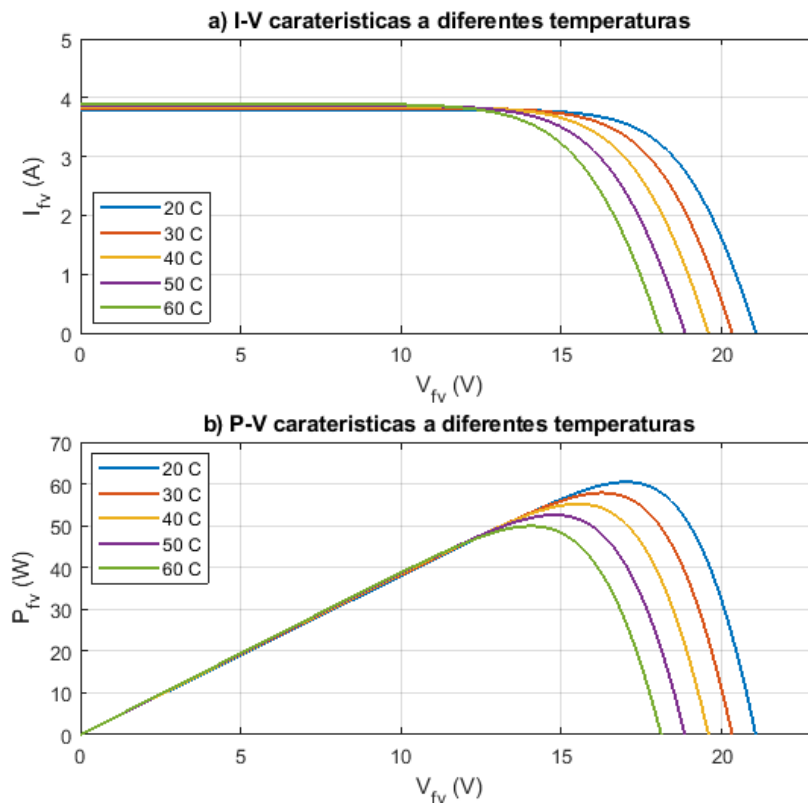 a) I-V carateristicas a diferentes temperaturas
5
4
3
2
1
0
I_fv (A)
20 C
30 C
40 C
50 C
60 C
0 5 10 15 20
V_fv (V)
b) P-V carateristicas a diferentes temperaturas
70
60
50
40
30
20
10
0
P_fv (W)
20 C
30 C
40 C
50 C
60 C
0 5 10 15 20
V_fv (V)